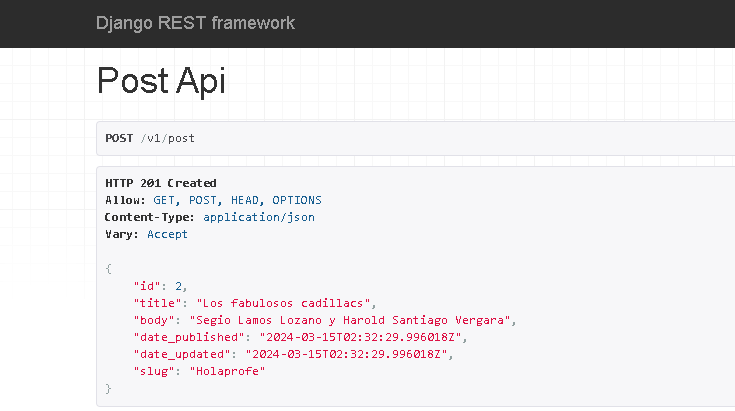 Django REST framework
Post Api
POST /v1/post
HTTP 201 Created
Allow: GET, POST, HEAD, OPTIONS
Content-Type: application/json
Vary: Accept
{
    "id": 2,
    "title": "Los fabulosos cadillacs",
    "body": "Segio Lamos Lozano y Harold Santiago Vergara",
    "date_published": "2024-03-15T02:32:29.996018Z",
    "date_updated": "2024-03-15T02:32:29.996018Z",
    "slug": "Holaprofe"
}